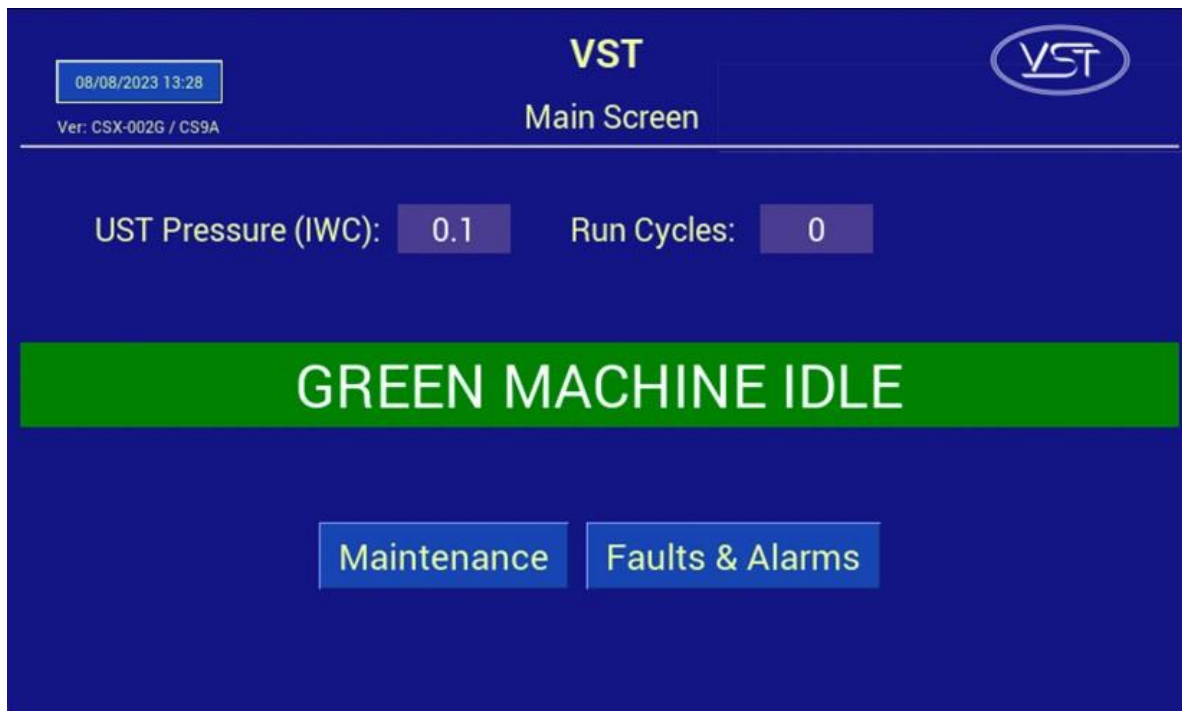 VST
VST
08/08/2023 13:28
Main Screen
Ver: CSX-002G / CS9A
UST Pressure (IWC): 0.1 Run Cycles: 0
GREEN MACHINE IDLE
Maintenance Faults & Alarms